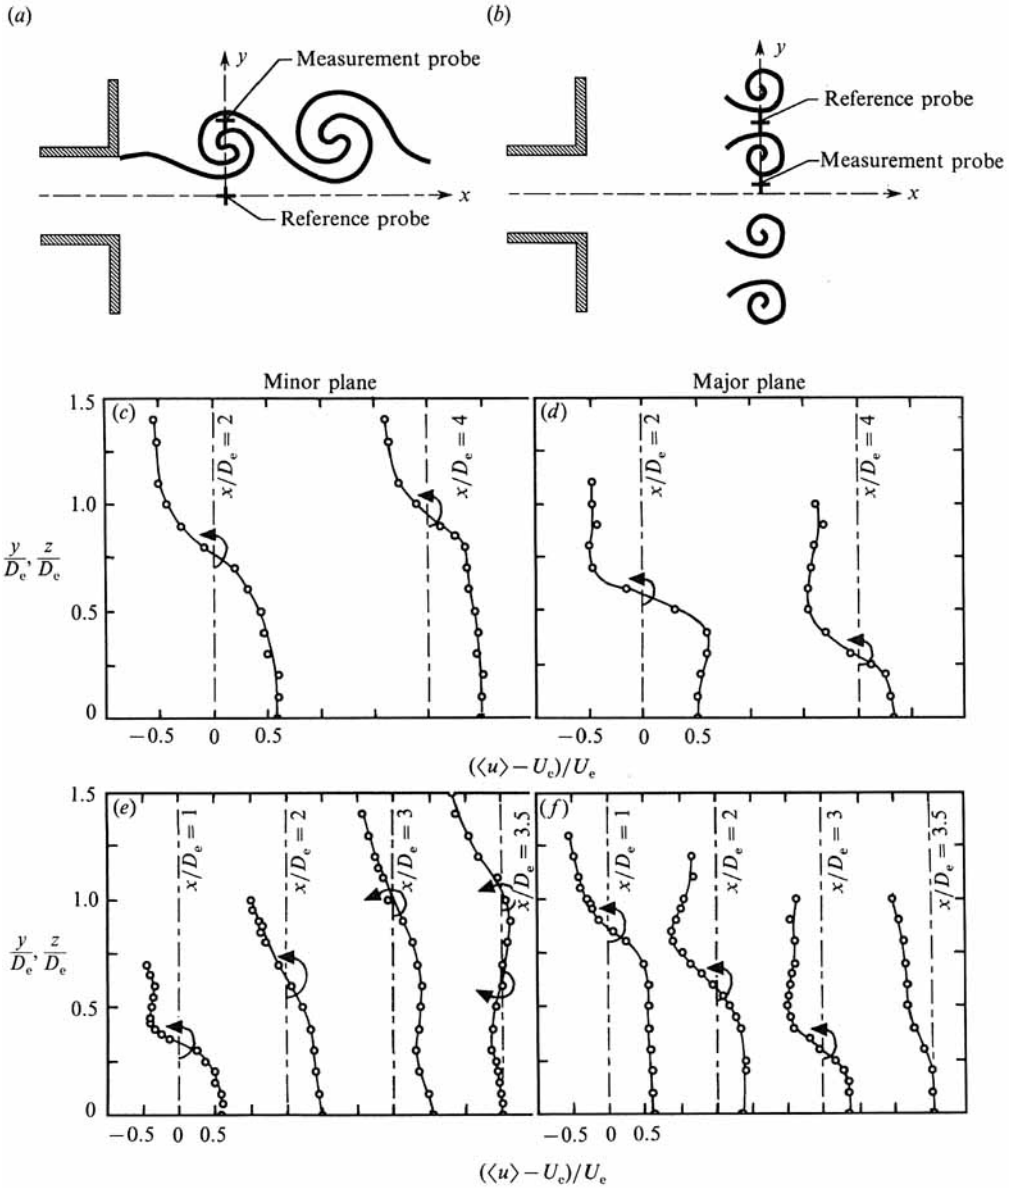 (a)
y
Measurement probe
x
Reference probe
(b)
y
Reference probe
Measurement probe
x
Minor plane
Major plane
1.5
1.0
0.5
0
y/Dₑ, z/Dₑ
(c)
x/Dₑ = 2
x/Dₑ = 4
(d)
x/Dₑ = 2
x/Dₑ = 4
−0.5 0 0.5
−0.5 0 0.5
(⟨u⟩ − U꜀)/Uₑ
1.5
1.0
0.5
0
y/Dₑ, z/Dₑ
(e)
x/Dₑ = 1
x/Dₑ = 2
x/Dₑ = 3
x/Dₑ = 3.5
(f)
x/Dₑ = 1
x/Dₑ = 2
x/Dₑ = 3
x/Dₑ = 3.5
−0.5 0 0.5
−0.5 0 0.5
(⟨u⟩ − U꜀)/Uₑ